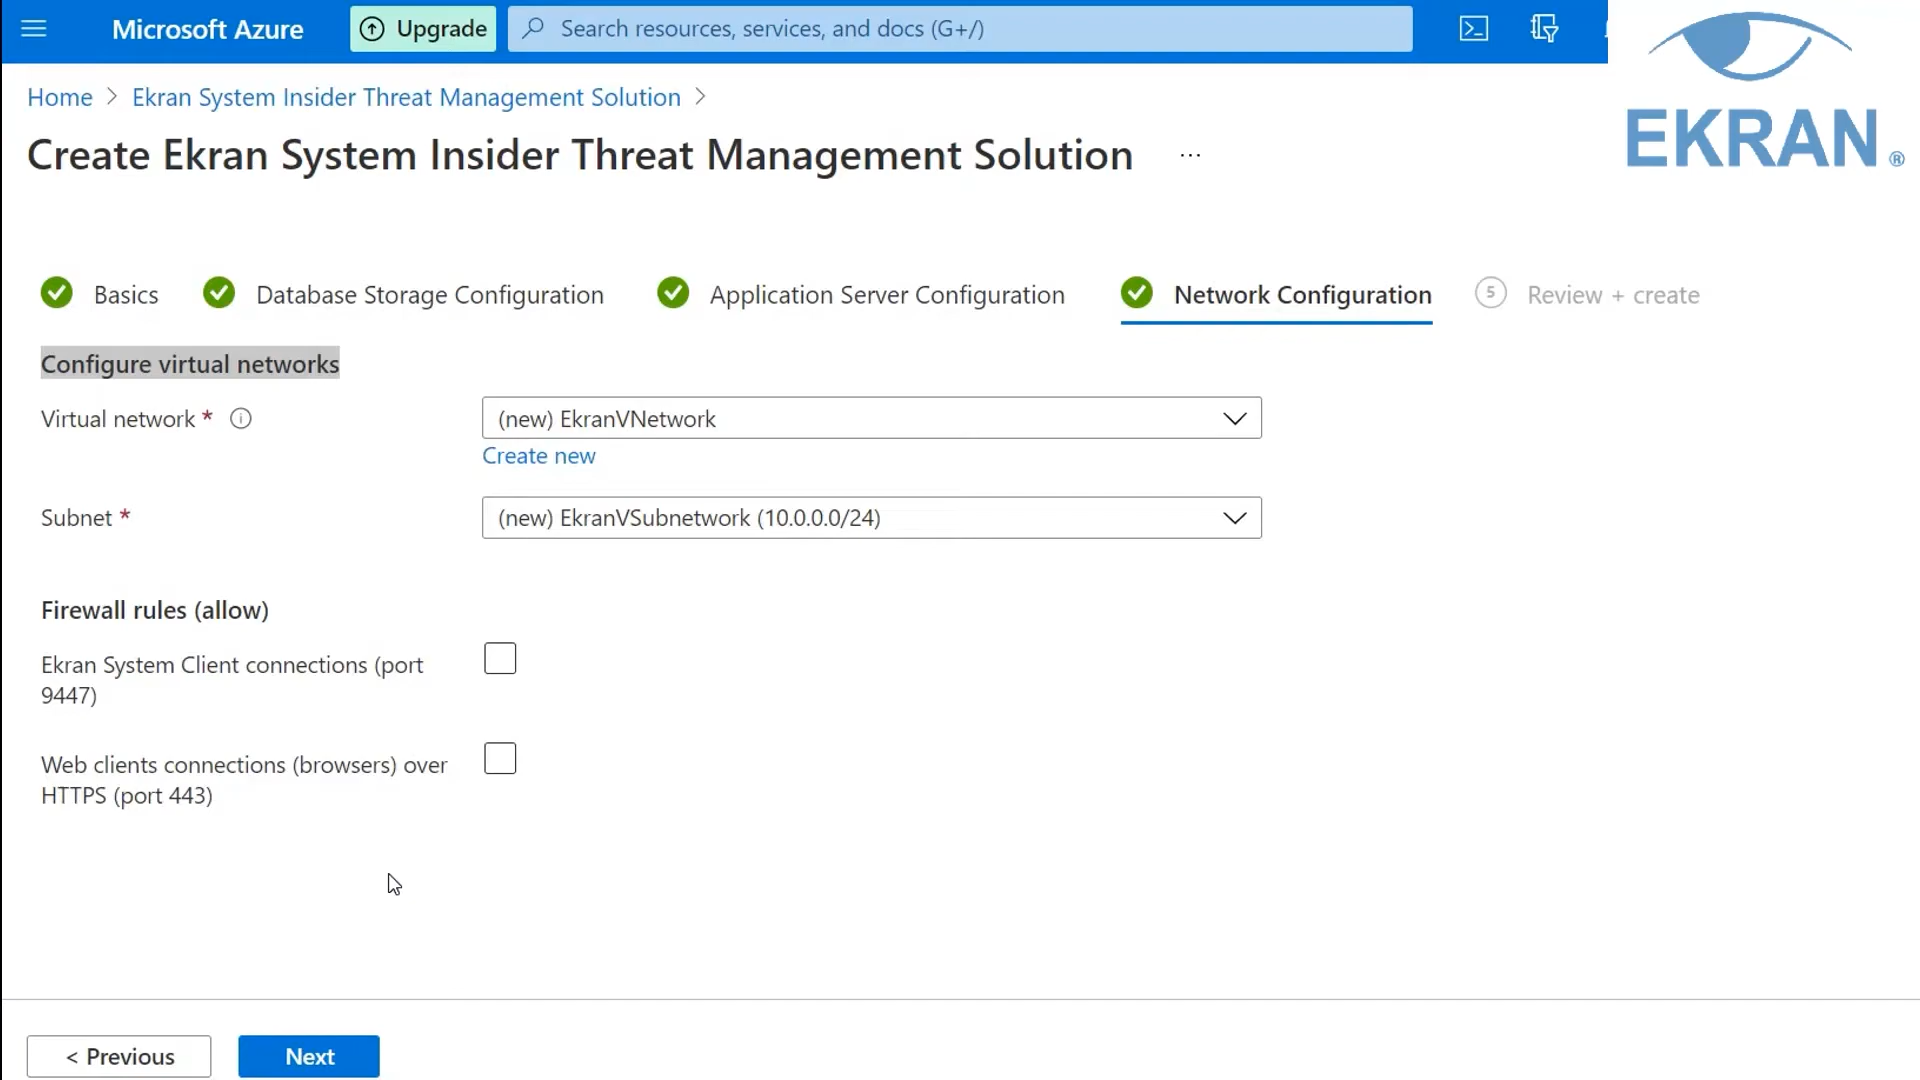 Microsoft Azure
Upgrade
Search resources, services, and docs (G+/)
EKRAN ®
Home > Ekran System Insider Threat Management Solution >
Create Ekran System Insider Threat Management Solution ...
Basics
Database Storage Configuration
Application Server Configuration
Network Configuration
5 Review + create
Configure virtual networks
Virtual network *
(new) EkranVNetwork
Create new
Subnet *
(new) EkranVSubnetwork (10.0.0.0/24)
Firewall rules (allow)
Ekran System Client connections (port
9447)
Web clients connections (browsers) over
HTTPS (port 443)
< Previous
Next